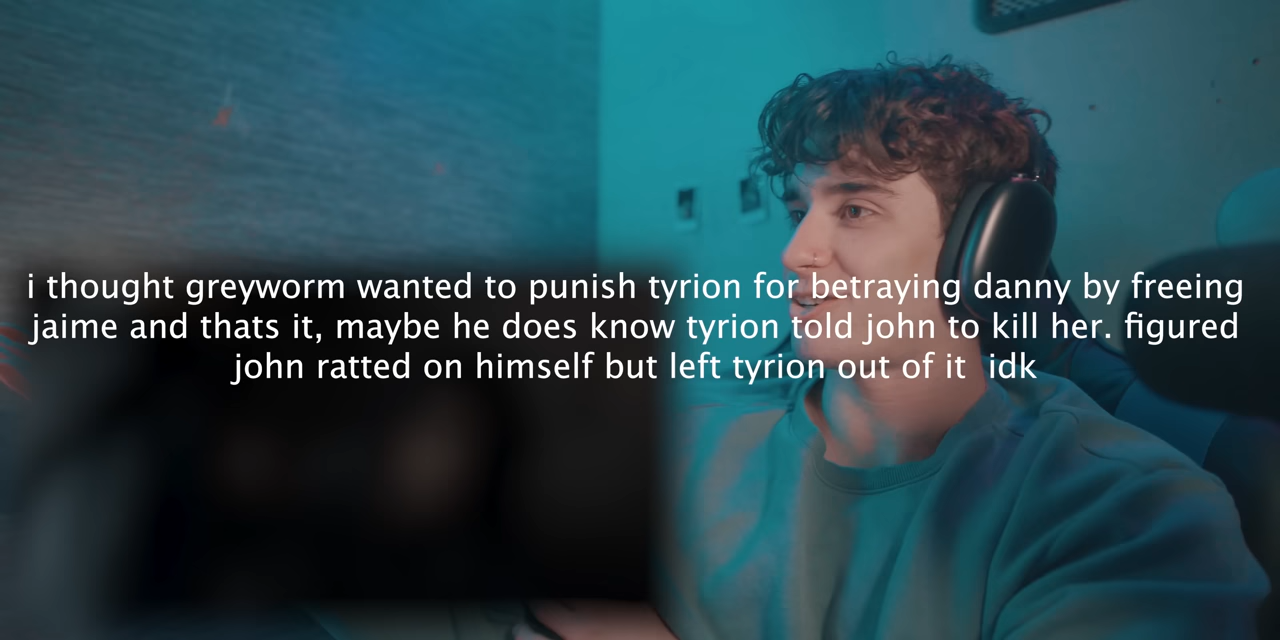 i thought greyworm wanted to punish tyrion for betraying danny by freeing
jaime and thats it, maybe he does know tyrion told john to kill her. figured
john ratted on himself but left tyrion out of it  idk